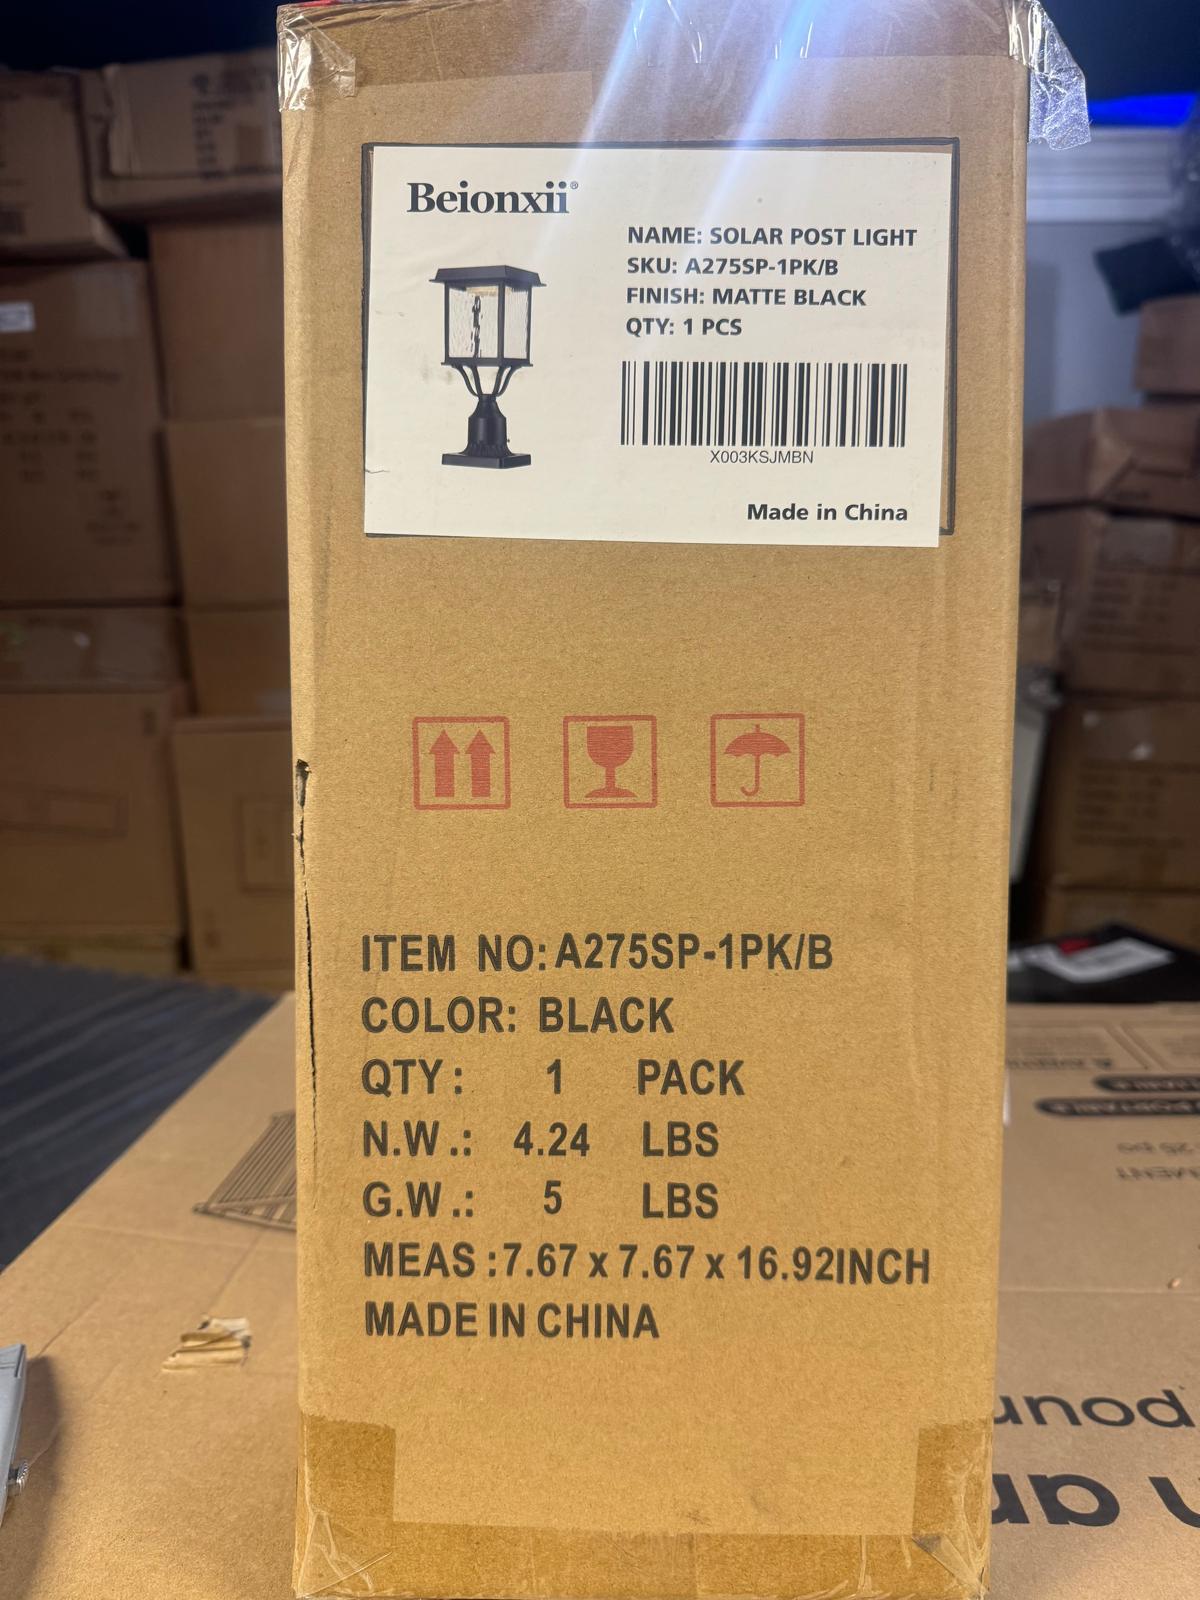 Beionxii®
NAME: SOLAR POST LIGHT
SKU: A275SP-1PK/B
FINISH: MATTE BLACK
QTY: 1 PCS
X003KSJMBN
Made in China
ITEM NO: A275SP-1PK/B
COLOR: BLACK
QTY: 1 PACK
N.W.: 4.24 LBS
G.W.: 5 LBS
MEAS: 7.67 x 7.67 x 16.92INCH
MADE IN CHINA